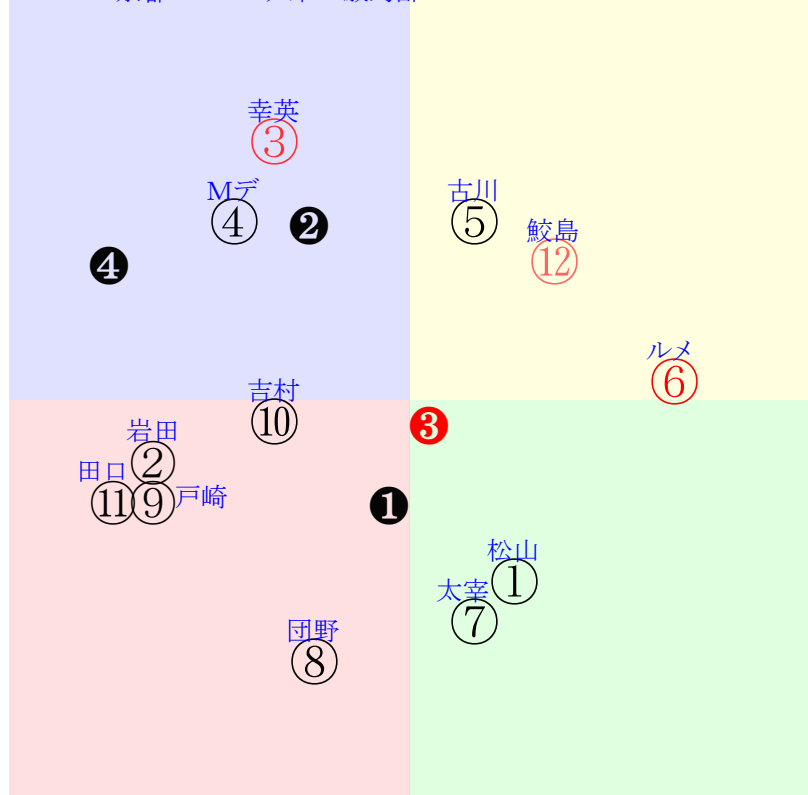 幸英
③
Mデ
④
❷
古川
⑤
鮫島
⑫
❹
ルメ
⑥
吉村
⑩
❸
岩田
②
田口
⑪
⑨
戸崎
❶
松山
①
太宰
⑦
団野
⑧